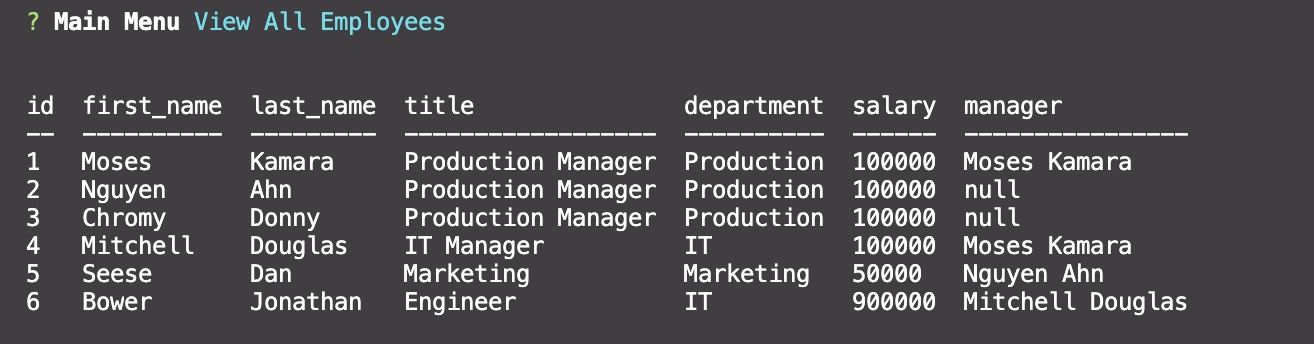 ? Main Menu View All Employees
id  first_name  last_name  title               department  salary  manager
--  ----------  ---------  ------------------  ----------  ------  ----------------
1   Moses       Kamara     Production Manager  Production  100000  Moses Kamara
2   Nguyen      Ahn        Production Manager  Production  100000  null
3   Chromy      Donny      Production Manager  Production  100000  null
4   Mitchell    Douglas    IT Manager          IT          100000  Moses Kamara
5   Seese       Dan        Marketing           Marketing   50000   Nguyen Ahn
6   Bower       Jonathan   Engineer            IT          900000  Mitchell Douglas